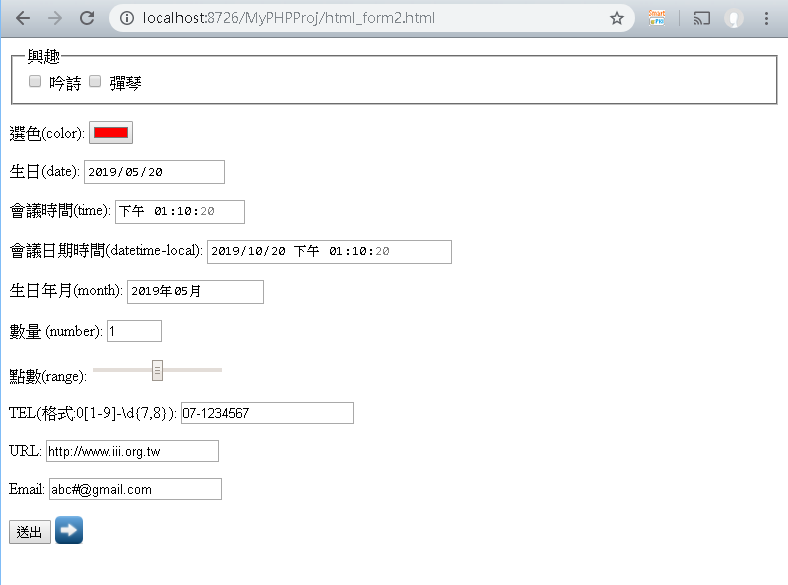 localhost:8726/MyPHPProj/html_form2.html
Smart
興趣
吟詩 彈琴
選色(color):
生日(date): 2019/05/20
會議時間(time): 下午 01:10:20
會議日期時間(datetime-local): 2019/10/20 下午 01:10:20
生日年月(month): 2019年05月
數量 (number): 1
點數(range):
TEL(格式:0[1-9]-\d{7,8}): 07-1234567
URL: http://www.iii.org.tw
Email: abc#@gmail.com
送出